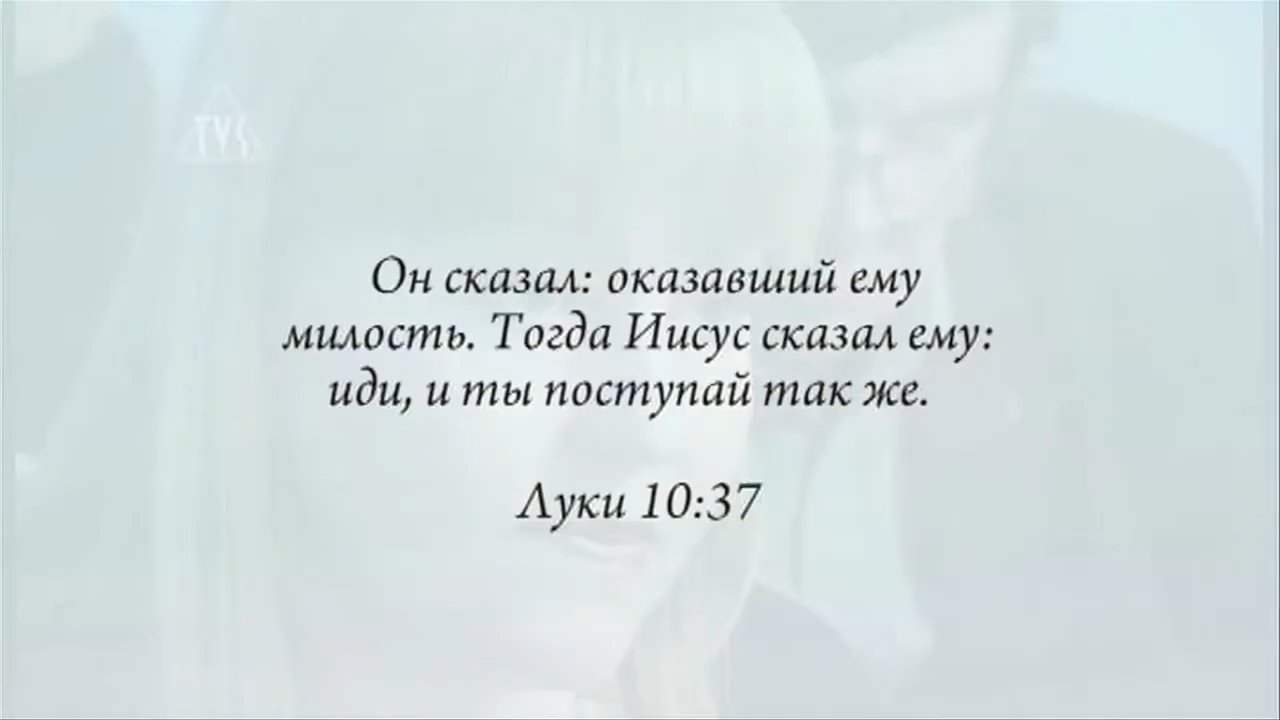 TVS
Он сказал: оказавший ему
милость. Тогда Иисус сказал ему:
иди, и ты поступай так же.
Луки 10:37